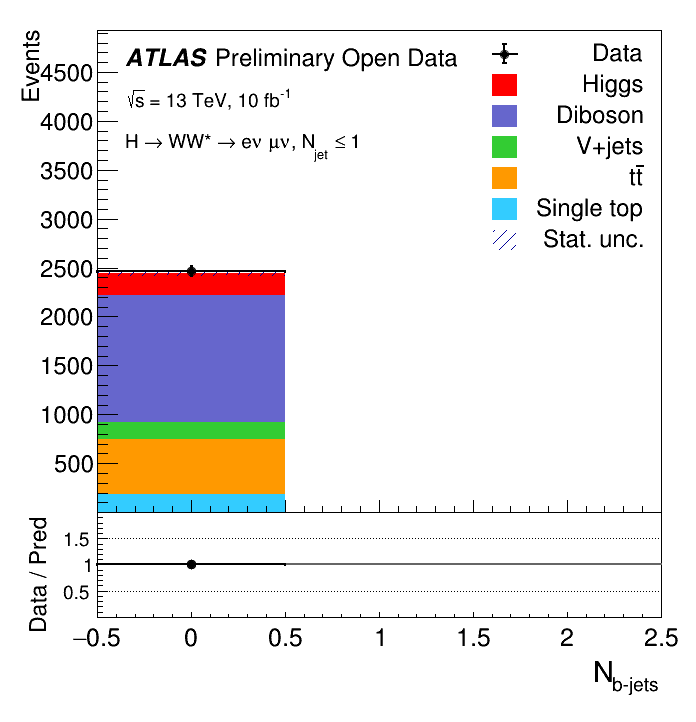 Events
ATLAS Preliminary Open Data
√s = 13 TeV, 10 fb⁻¹
H → WW* → eν μν, N_jet ≤ 1
Data
Higgs
Diboson
V+jets
tt̄
Single top
Stat. unc.
4500
4000
3500
3000
2500
2000
1500
1000
500
Data / Pred
1.5
1
0.5
−0.5 0 0.5 1 1.5 2 2.5
N_b-jets